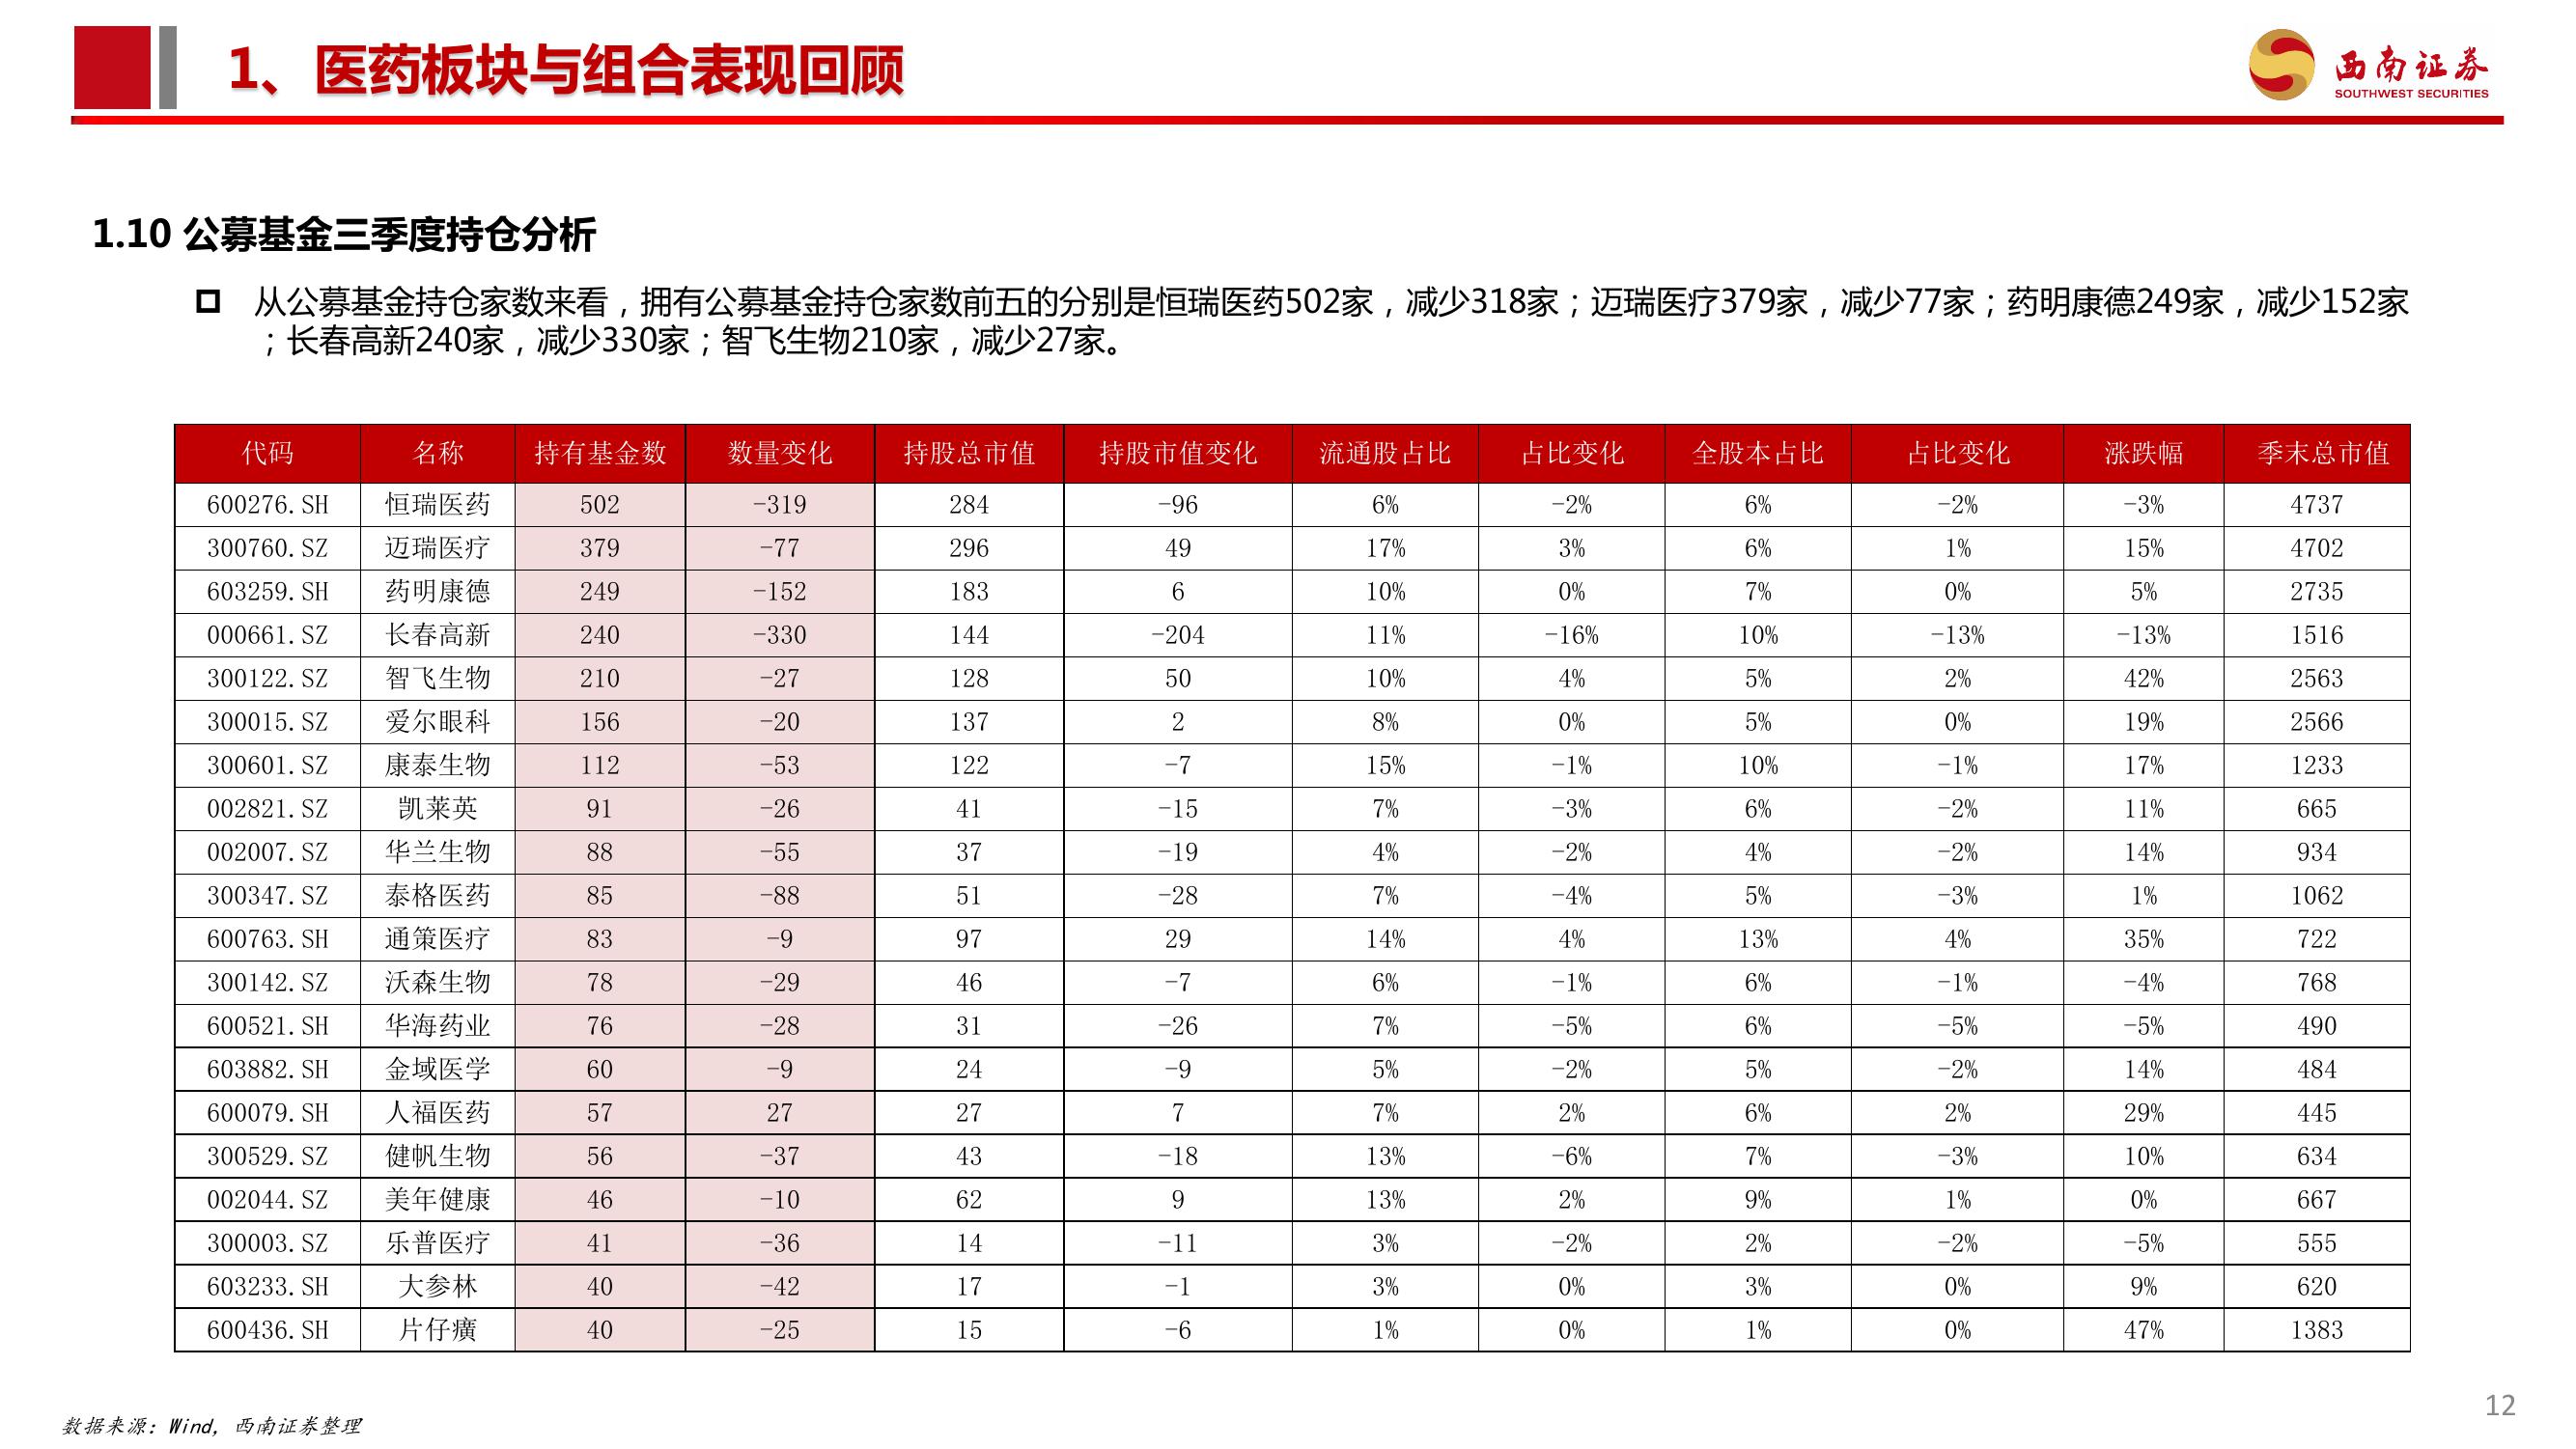 1、医药板块与组合表现回顾
西南证券
SOUTHWEST SECURITIES
1.10 公募基金三季度持仓分析
从公募基金持仓家数来看，拥有公募基金持仓家数前五的分别是恒瑞医药502家，减少318家；迈瑞医疗379家，减少77家；药明康德249家，减少152家
；长春高新240家，减少330家；智飞生物210家，减少27家。
代码 名称 持有基金数 数量变化 持股总市值 持股市值变化 流通股占比 占比变化 全股本占比 占比变化 涨跌幅 季末总市值
600276.SH 恒瑞医药 502 -319 284 -96 6% -2% 6% -2% -3% 4737
300760.SZ 迈瑞医疗 379 -77 296 49 17% 3% 6% 1% 15% 4702
603259.SH 药明康德 249 -152 183 6 10% 0% 7% 0% 5% 2735
000661.SZ 长春高新 240 -330 144 -204 11% -16% 10% -13% -13% 1516
300122.SZ 智飞生物 210 -27 128 50 10% 4% 5% 2% 42% 2563
300015.SZ 爱尔眼科 156 -20 137 2 8% 0% 5% 0% 19% 2566
300601.SZ 康泰生物 112 -53 122 -7 15% -1% 10% -1% 17% 1233
002821.SZ 凯莱英 91 -26 41 -15 7% -3% 6% -2% 11% 665
002007.SZ 华兰生物 88 -55 37 -19 4% -2% 4% -2% 14% 934
300347.SZ 泰格医药 85 -88 51 -28 7% -4% 5% -3% 1% 1062
600763.SH 通策医疗 83 -9 97 29 14% 4% 13% 4% 35% 722
300142.SZ 沃森生物 78 -29 46 -7 6% -1% 6% -1% -4% 768
600521.SH 华海药业 76 -28 31 -26 7% -5% 6% -5% -5% 490
603882.SH 金域医学 60 -9 24 -9 5% -2% 5% -2% 14% 484
600079.SH 人福医药 57 27 27 7 7% 2% 6% 2% 29% 445
300529.SZ 健帆生物 56 -37 43 -18 13% -6% 7% -3% 10% 634
002044.SZ 美年健康 46 -10 62 9 13% 2% 9% 1% 0% 667
300003.SZ 乐普医疗 41 -36 14 -11 3% -2% 2% -2% -5% 555
603233.SH 大参林 40 -42 17 -1 3% 0% 3% 0% 9% 620
600436.SH 片仔癀 40 -25 15 -6 1% 0% 1% 0% 47% 1383
数据来源：Wind，西南证券整理
12